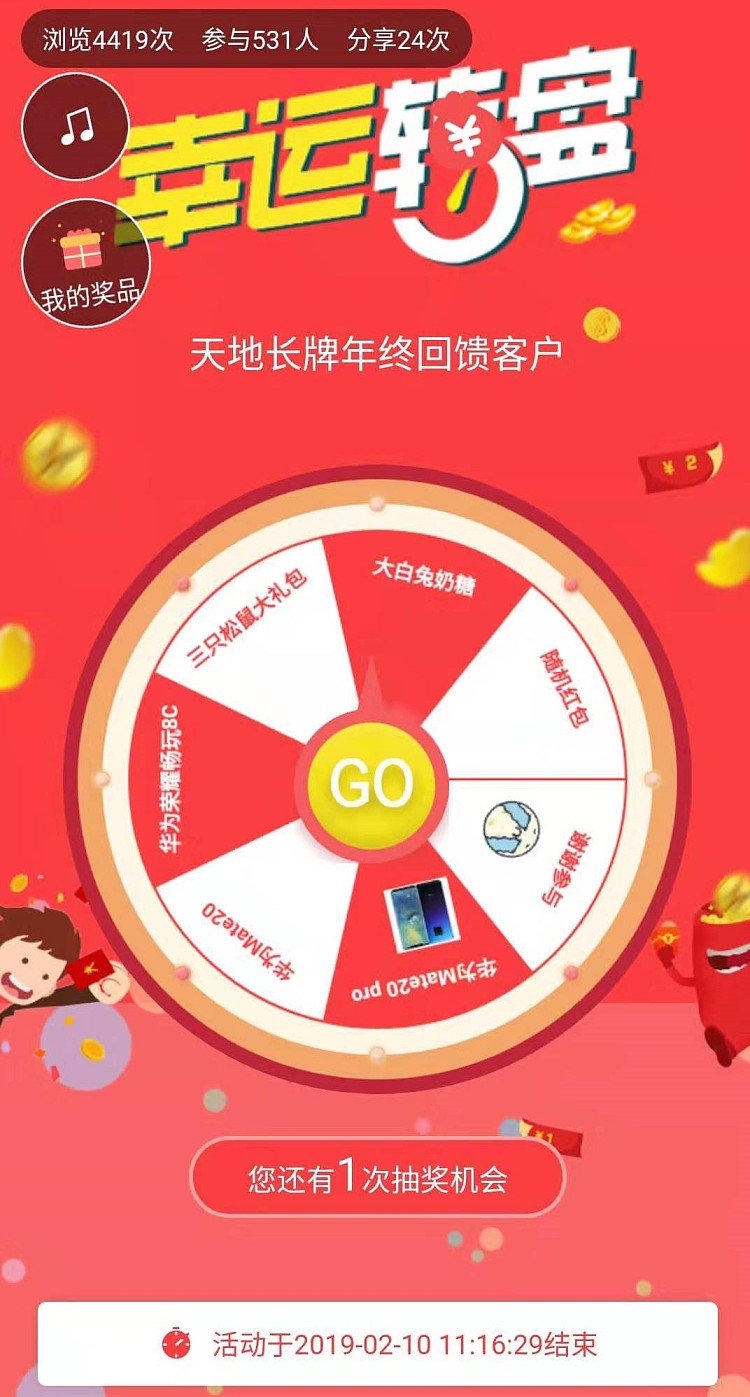 浏览4419次 参与531人 分享24次
幸运转盘
¥
我的奖品
天地长牌年终回馈客户
¥ 2
大白兔奶糖
三只松鼠大礼包
随机红包
华为荣耀畅玩8C
GO
谢谢参与
华为Mate20
华为Mate20 pro
¥1
您还有1次抽奖机会
活动于2019-02-10 11:16:29结束